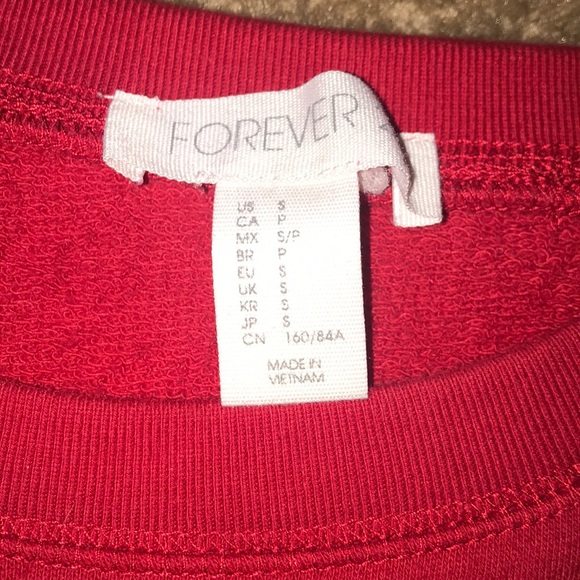 FOREVER
US S
CA P
MX S/P
BR P
EU S
UK S
KR S
JP S
CN 160/84A
MADE IN
VIETNAM